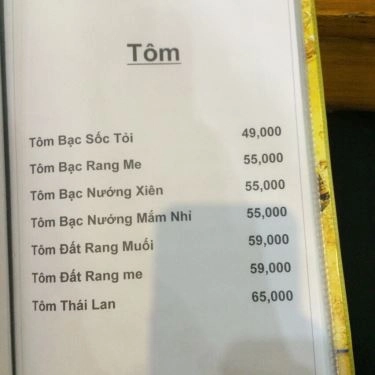 Tôm
Tôm Bạc Sốc Tỏi 49,000
Tôm Bạc Rang Me 55,000
Tôm Bạc Nướng Xiên 55,000
Tôm Bạc Nướng Mắm Nhỉ 55,000
Tôm Đất Rang Muối 59,000
Tôm Đất Rang me 59,000
Tôm Thái Lan 65,000